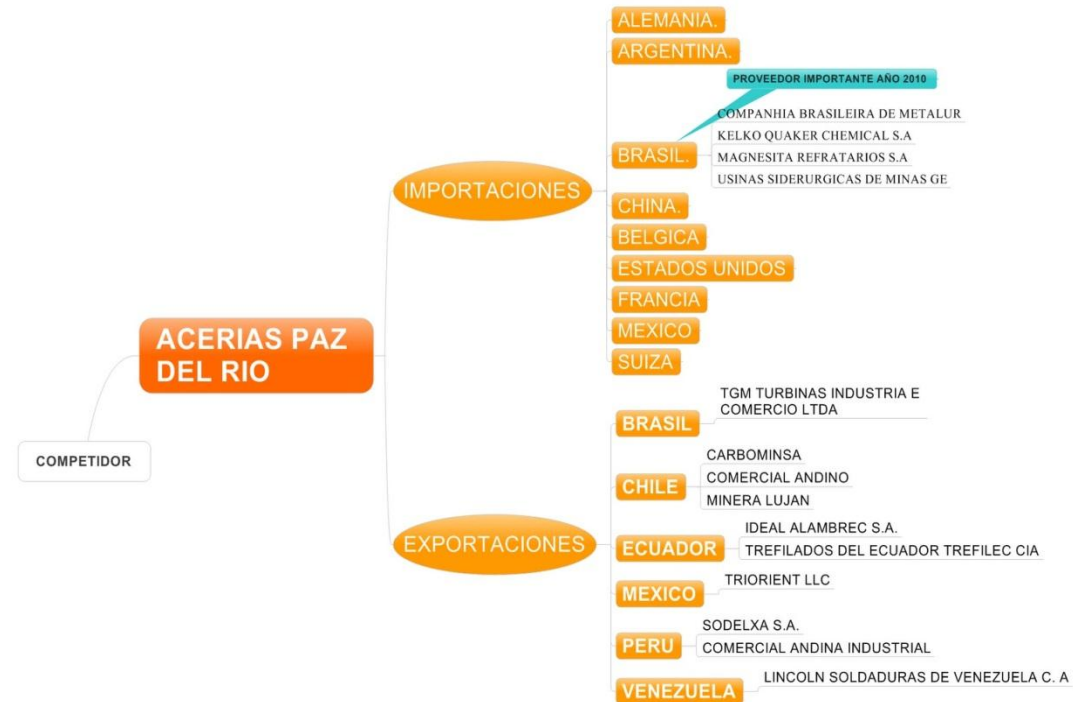 COMPETIDOR
ACERIAS PAZ
DEL RIO
IMPORTACIONES
ALEMANIA.
ARGENTINA.
PROVEEDOR IMPORTANTE AÑO 2010
BRASIL.
COMPANHIA BRASILEIRA DE METALUR
KELKO QUAKER CHEMICAL S.A
MAGNESITA REFRATARIOS S.A
USINAS SIDERURGICAS DE MINAS GE
CHINA.
BELGICA
ESTADOS UNIDOS
FRANCIA
MEXICO
SUIZA
EXPORTACIONES
BRASIL
TGM TURBINAS INDUSTRIA E
COMERCIO LTDA
CHILE
CARBOMINSA
COMERCIAL ANDINO
MINERA LUJAN
ECUADOR
IDEAL ALAMBREC S.A.
TREFILADOS DEL ECUADOR TREFILEC CIA
MEXICO
TRIORIENT LLC
PERU
SODELXA S.A.
COMERCIAL ANDINA INDUSTRIAL
VENEZUELA
LINCOLN SOLDADURAS DE VENEZUELA C. A